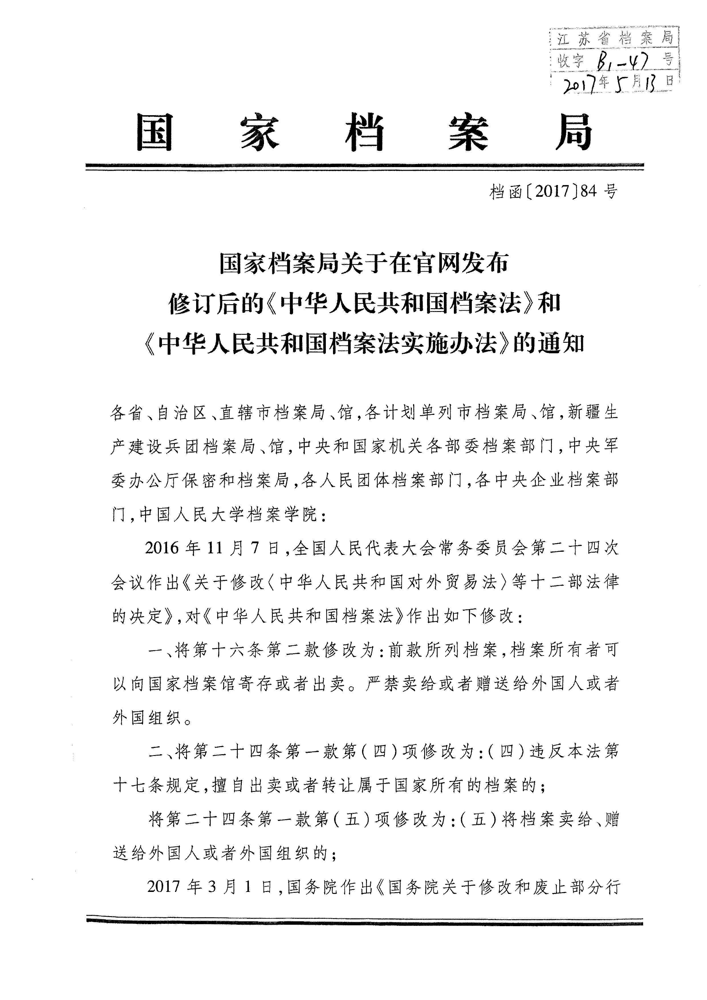 江苏省档案局
收字 B1-47 号
2017年5月13日
国家档案局
档函〔2017〕84 号
国家档案局关于在官网发布
修订后的《中华人民共和国档案法》和
《中华人民共和国档案法实施办法》的通知
各省、自治区、直辖市档案局、馆,各计划单列市档案局、馆,新疆生
产建设兵团档案局、馆,中央和国家机关各部委档案部门,中央军
委办公厅保密和档案局,各人民团体档案部门,各中央企业档案部
门,中国人民大学档案学院:
2016 年 11 月 7 日,全国人民代表大会常务委员会第二十四次
会议作出《关于修改〈中华人民共和国对外贸易法〉等十二部法律
的决定》,对《中华人民共和国档案法》作出如下修改:
一、将第十六条第二款修改为:前款所列档案,档案所有者可
以向国家档案馆寄存或者出卖。严禁卖给或者赠送给外国人或者
外国组织。
二、将第二十四条第一款第(四)项修改为:(四)违反本法第
十七条规定,擅自出卖或者转让属于国家所有的档案的;
将第二十四条第一款第(五)项修改为:(五)将档案卖给、赠
送给外国人或者外国组织的;
2017 年 3 月 1 日,国务院作出《国务院关于修改和废止部分行